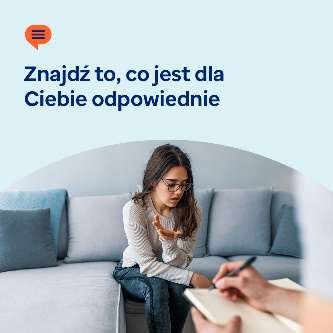 Znajdź to, co jest dla
Ciebie odpowiednie